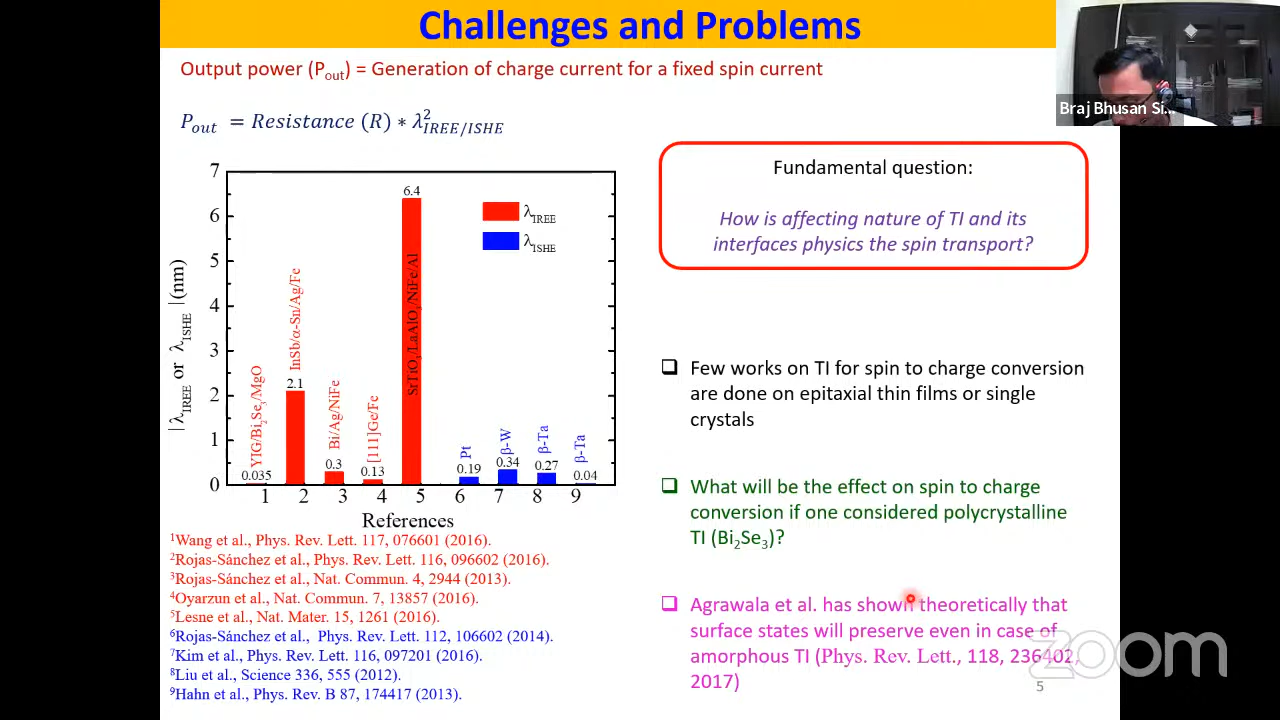 Challenges and Problems
Output power (Pout) = Generation of charge current for a fixed spin current
Pout = Resistance (R) * λ²IREE/ISHE
Braj Bhusan Si...
Fundamental question:
How is affecting nature of TI and its
interfaces physics the spin transport?
|λIREE or λISHE |(nm)
7
6
5
4
3
2
1
0
λIREE
λISHE
0.035
2.1
0.3
0.13
6.4
0.19
0.34
0.27
0.04
YIG/Bi2Se3/MgO
InSb/α-Sn/Ag/Fe
Bi/Ag/NiFe
[111]Ge/Fe
SrTiO3/LaAlO3/NiFe/Al
Pt
β-W
β-Ta
β-Ta
1 2 3 4 5 6 7 8 9
References
1Wang et al., Phys. Rev. Lett. 117, 076601 (2016).
2Rojas-Sánchez et al., Phys. Rev. Lett. 116, 096602 (2016).
3Rojas-Sánchez et al., Nat. Commun. 4, 2944 (2013).
4Oyarzun et al., Nat. Commun. 7, 13857 (2016).
5Lesne et al., Nat. Mater. 15, 1261 (2016).
6Rojas-Sánchez et al., Phys. Rev. Lett. 112, 106602 (2014).
7Kim et al., Phys. Rev. Lett. 116, 097201 (2016).
8Liu et al., Science 336, 555 (2012).
9Hahn et al., Phys. Rev. B 87, 174417 (2013).
Few works on TI for spin to charge conversion
are done on epitaxial thin films or single
crystals
What will be the effect on spin to charge
conversion if one considered polycrystalline
TI (Bi2Se3)?
Agrawala et al. has shown theoretically that
surface states will preserve even in case of
amorphous TI (Phys. Rev. Lett., 118, 236402,
2017)
zoom
5